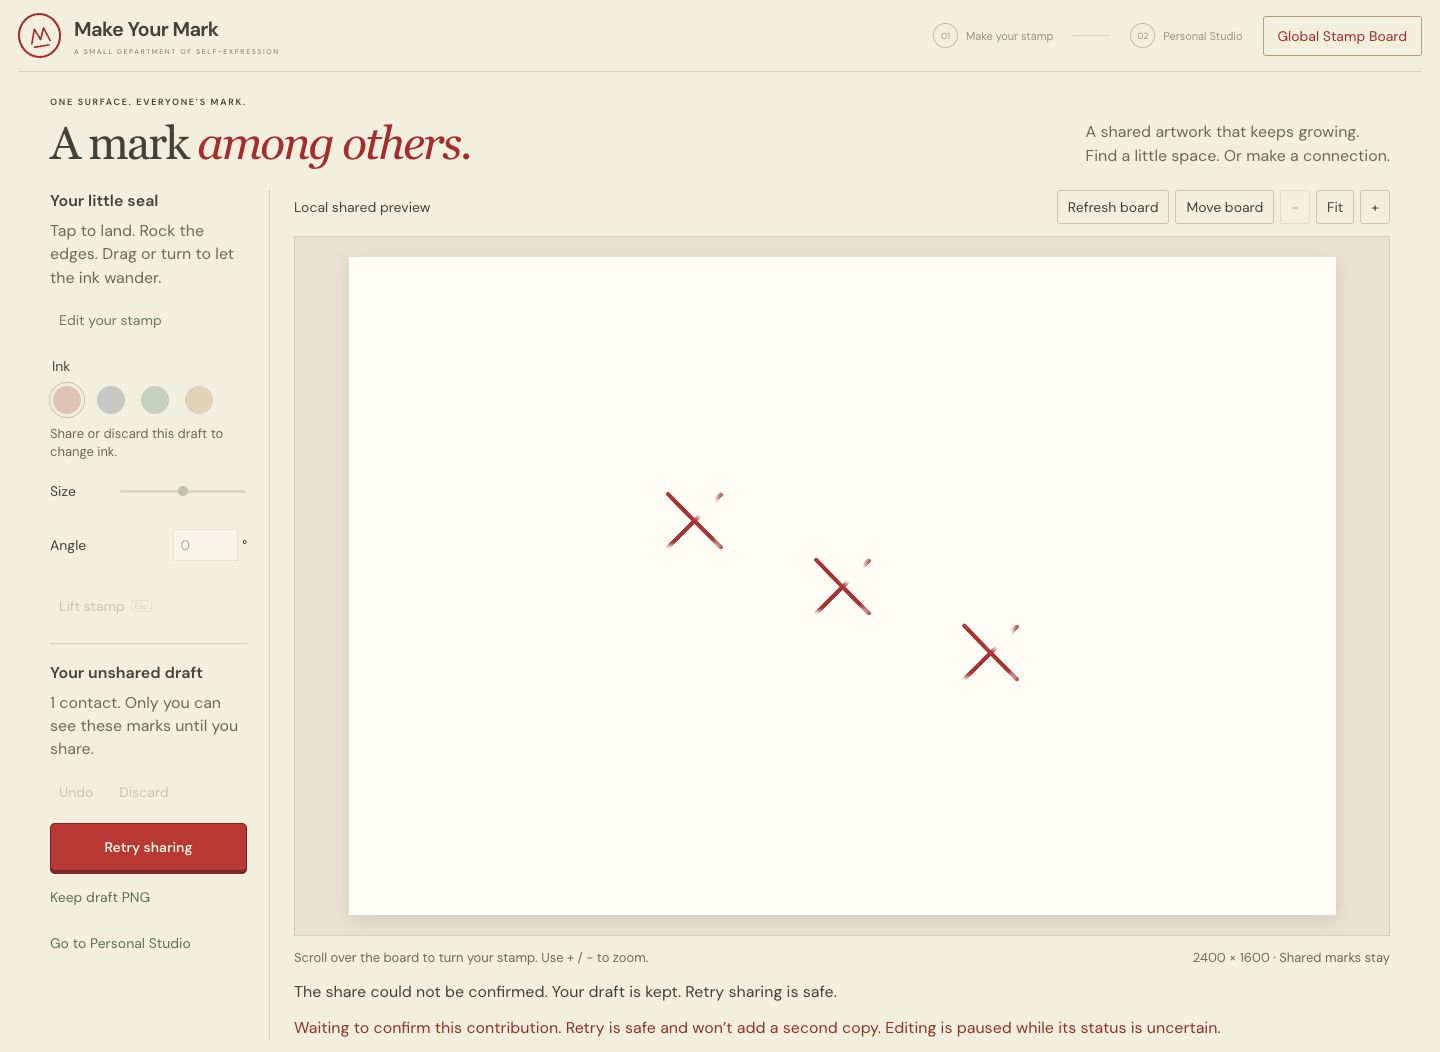 Make Your Mark
A SMALL DEPARTMENT OF SELF-EXPRESSION
01 Make your stamp
02 Personal Studio
Global Stamp Board
ONE SURFACE. EVERYONE'S MARK.
A mark among others.
A shared artwork that keeps growing.
Find a little space. Or make a connection.
Your little seal
Tap to land. Rock the
edges. Drag or turn to let
the ink wander.
Edit your stamp
Ink
Share or discard this draft to
change ink.
Size
Angle 0 °
Lift stamp Esc
Your unshared draft
1 contact. Only you can
see these marks until you
share.
Undo Discard
Retry sharing
Keep draft PNG
Go to Personal Studio
Local shared preview
Refresh board Move board − Fit +
Scroll over the board to turn your stamp. Use + / − to zoom.
2400 × 1600 · Shared marks stay
The share could not be confirmed. Your draft is kept. Retry sharing is safe.
Waiting to confirm this contribution. Retry is safe and won't add a second copy. Editing is paused while its status is uncertain.